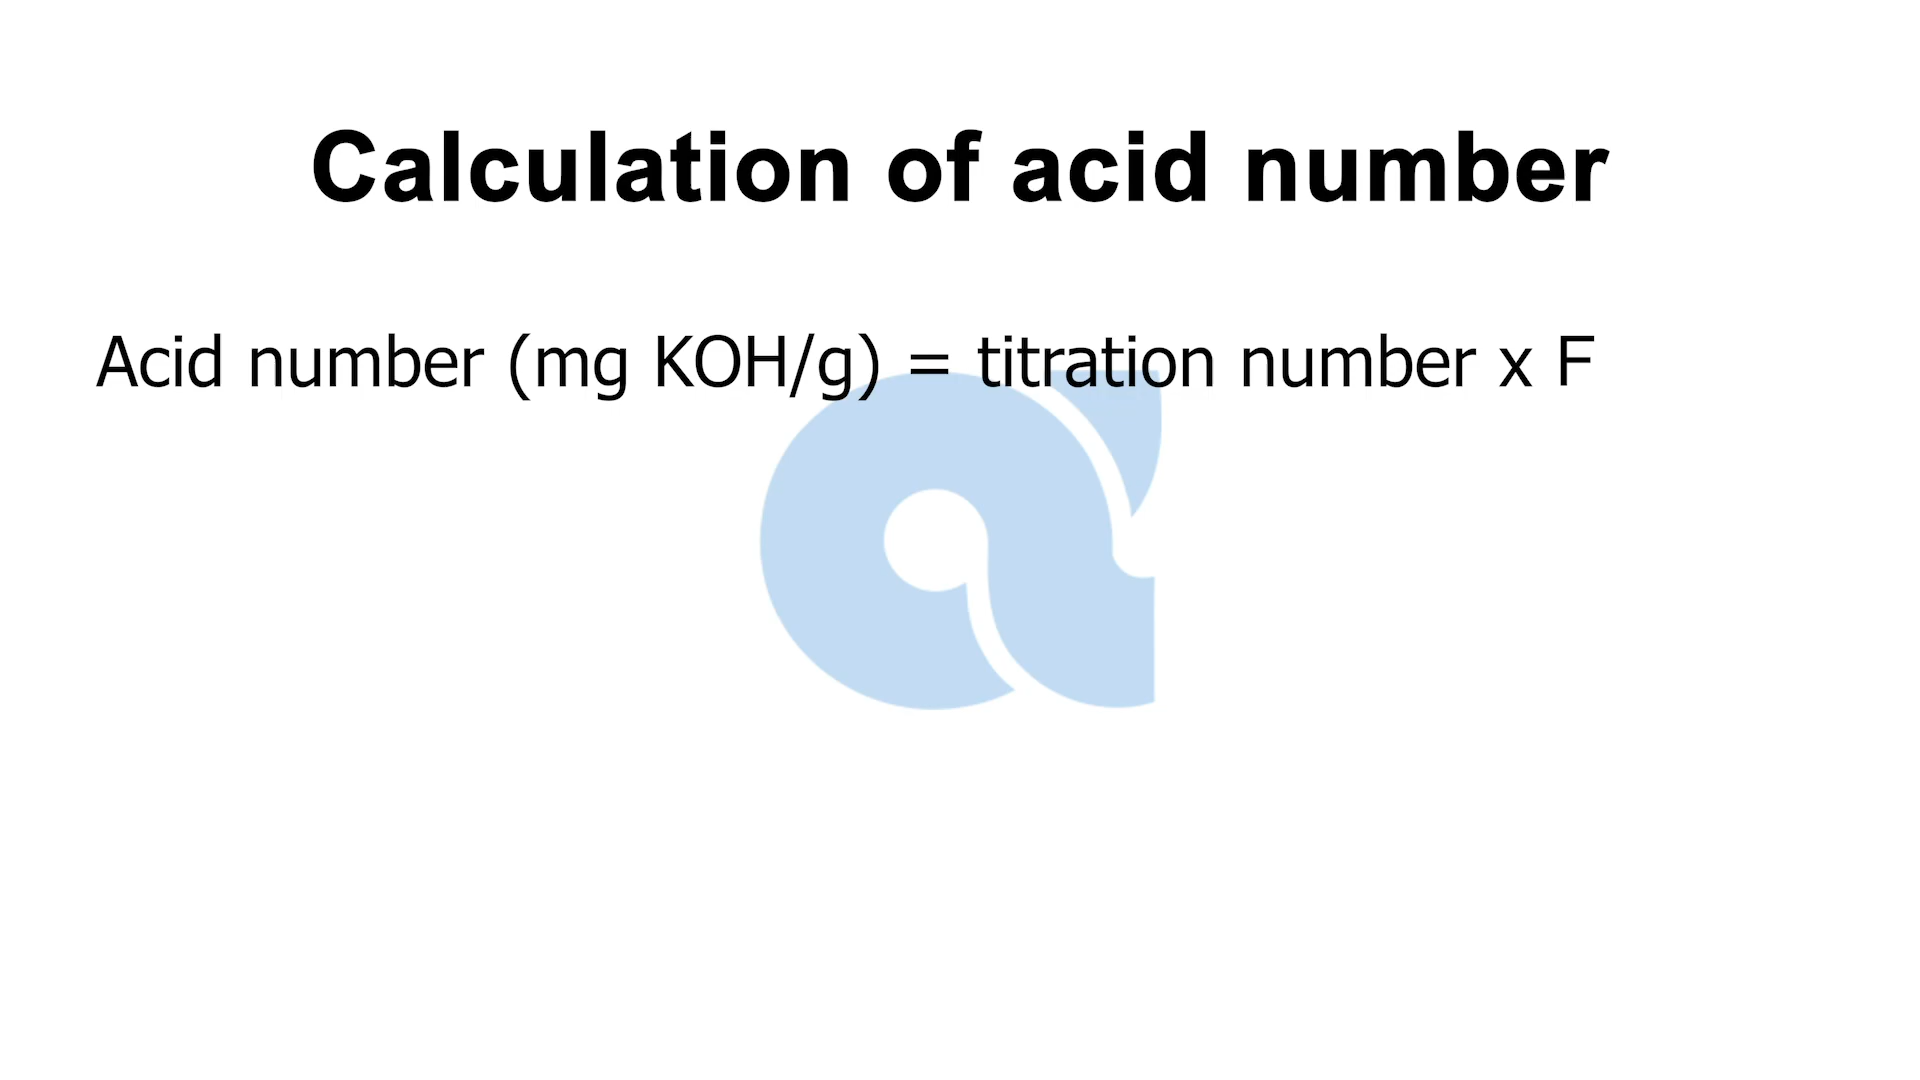 Calculation of acid number
Acid number (mg KOH/g) = titration number x F